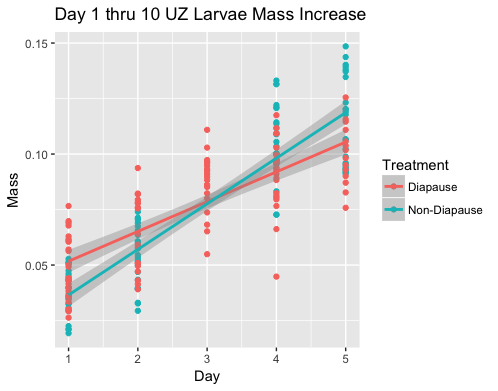 Day 1 thru 10 UZ Larvae Mass Increase
0.15
0.10
0.05
Mass
1 2 3 4 5
Day
Treatment
Diapause
Non-Diapause